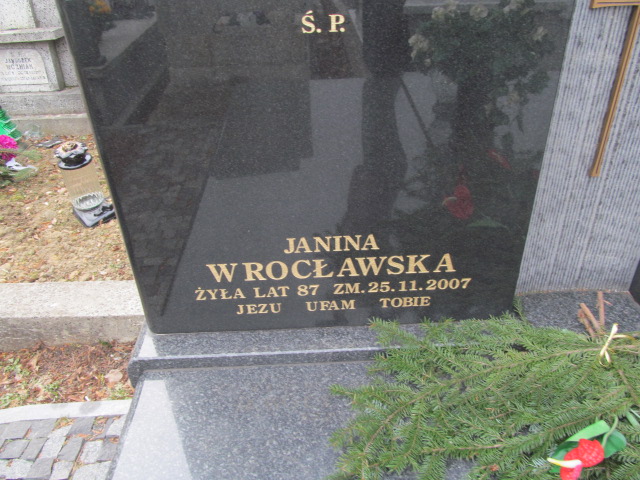 Ś. P.
JANINA
WROCŁAWSKA
ŻYŁA LAT 87 ZM. 25.11.2007
JEZU UFAM TOBIE